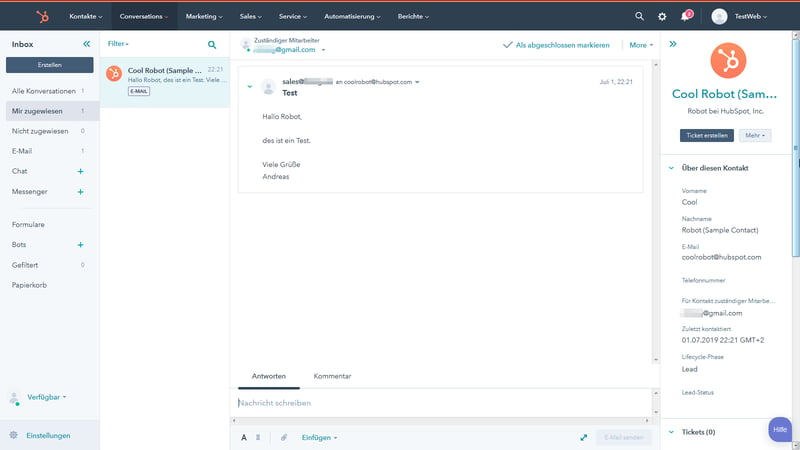 Kontakte
Conversations
Marketing
Sales
Service
Automatisierung
Berichte
8
TestWeb
Inbox
Erstellen
Alle Konversationen 1
Mir zugewiesen 1
Nicht zugewiesen 0
E-Mail 1
Chat +
Messenger +
Formulare
Bots +
Gefiltert 0
Papierkorb
Verfügbar
Einstellungen
Filter
Cool Robot (Sample ... 22:21
Hallo Robot, des ist ein Test. Viele ...
E-MAIL
Zuständiger Mitarbeiter
@gmail.com
Als abgeschlossen markieren
More
sales@ an coolrobot@hubspot.com
Juli 1, 22:21
Test
Hallo Robot,
des ist ein Test.
Viele Grüße
Andreas
Antworten
Kommentar
Nachricht schreiben
A
Einfügen
E-Mail senden
Cool Robot (Sam...
Robot bei HubSpot, Inc.
Ticket erstellen
Mehr
Über diesen Kontakt
Vorname
Cool
Nachname
Robot (Sample Contact)
E-Mail
coolrobot@hubspot.com
Telefonnummer
Für Kontakt zuständiger Mitarbe...
@gmail.com
Zuletzt kontaktiert
01.07.2019 22:21 GMT+2
Lifecycle-Phase
Lead
Lead-Status
Tickets (0)
Hilfe